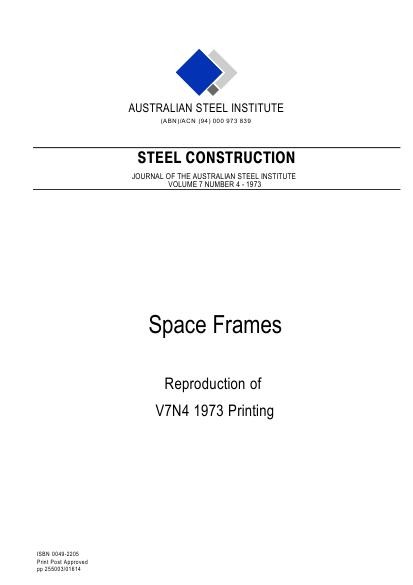 AUSTRALIAN STEEL INSTITUTE
(ABN)/ACN (94) 000 973 839
STEEL CONSTRUCTION
JOURNAL OF THE AUSTRALIAN STEEL INSTITUTE
VOLUME 7 NUMBER 4 - 1973
Space Frames
Reproduction of
V7N4 1973 Printing
ISBN 0049-2205
Print Post Approved
pp 255003/01614